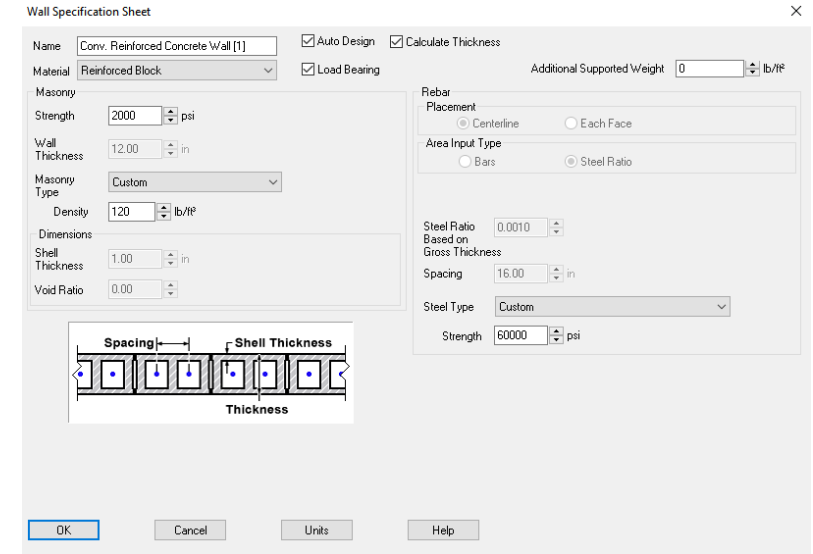 Wall Specification Sheet
Name Conv. Reinforced Concrete Wall [1] Auto Design Calculate Thickness
Material Reinforced Block Load Bearing Additional Supported Weight 0 lb/ft²
Masonry
Strength 2000 psi
Wall
Thickness 12.00 in
Masonry
Type Custom
Density 120 lb/ft³
Dimensions
Shell
Thickness 1.00 in
Void Ratio 0.00
Spacing Shell Thickness
Thickness
Rebar
Placement
Centerline Each Face
Area Input Type
Bars Steel Ratio
Steel Ratio 0.0010
Based on
Gross Thickness
Spacing 16.00 in
Steel Type Custom
Strength 60000 psi
OK Cancel Units Help